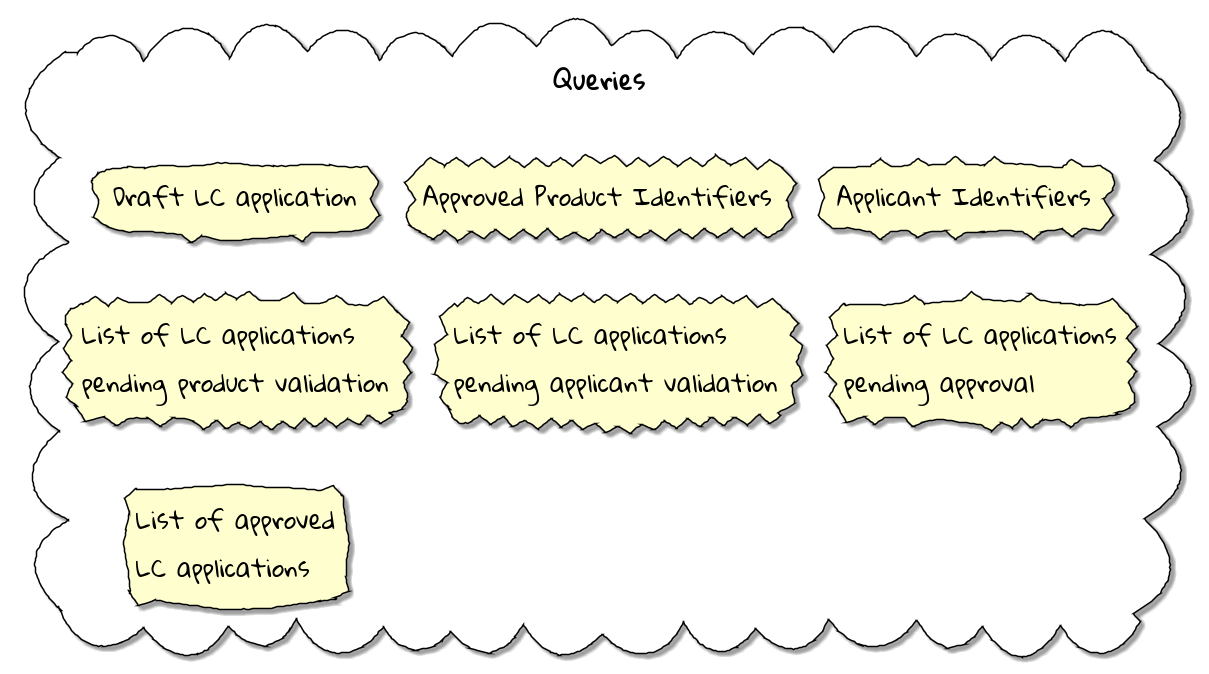 Queries
Draft LC application
Approved Product Identifiers
Applicant Identifiers
List of LC applications
pending product validation
List of LC applications
pending applicant validation
List of LC applications
pending approval
List of approved
LC applications